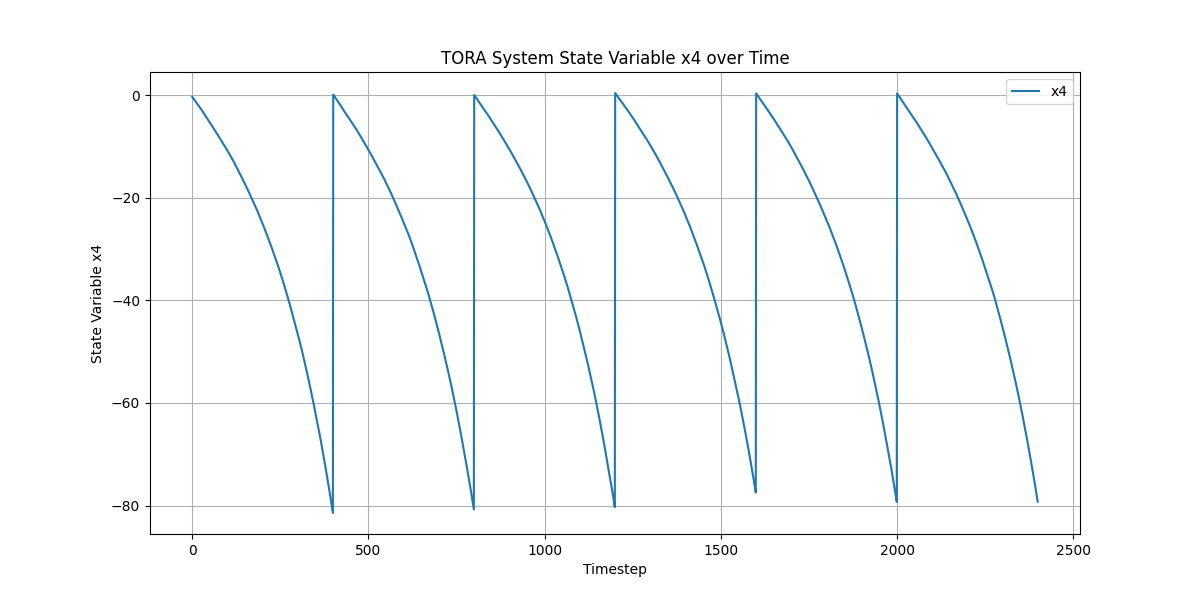 TORA System State Variable x4 over Time
x4
0
−20
−40
−60
−80
State Variable x4
0
500
1000
1500
2000
2500
Timestep